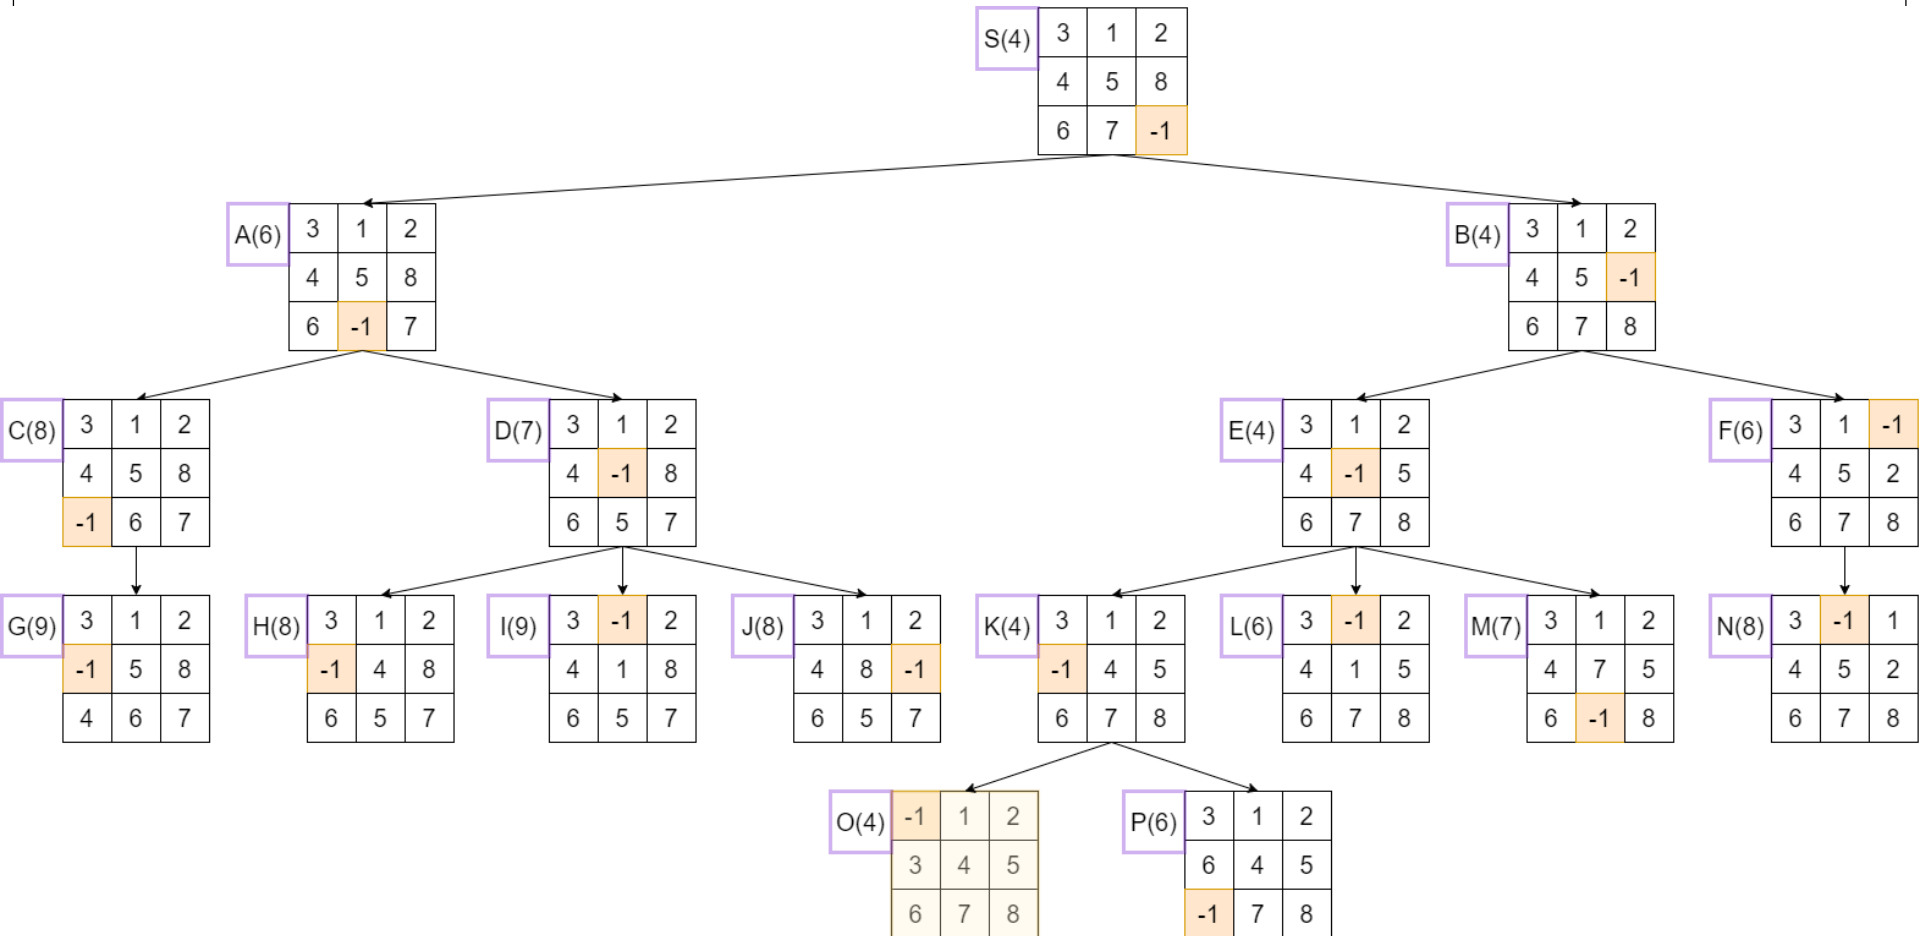 S(4) 3 1 2
4 5 8
6 7 -1
A(6) 3 1 2
4 5 8
6 -1 7
B(4) 3 1 2
4 5 -1
6 7 8
C(8) 3 1 2
4 5 8
-1 6 7
D(7) 3 1 2
4 -1 8
6 5 7
E(4) 3 1 2
4 -1 5
6 7 8
F(6) 3 1 -1
4 5 2
6 7 8
G(9) 3 1 2
-1 5 8
4 6 7
H(8) 3 1 2
-1 4 8
6 5 7
I(9) 3 -1 2
4 1 8
6 5 7
J(8) 3 1 2
4 8 -1
6 5 7
K(4) 3 1 2
-1 4 5
6 7 8
L(6) 3 -1 2
4 1 5
6 7 8
M(7) 3 1 2
4 7 5
6 -1 8
N(8) 3 -1 1
4 5 2
6 7 8
O(4) -1 1 2
3 4 5
6 7 8
P(6) 3 1 2
6 4 5
-1 7 8